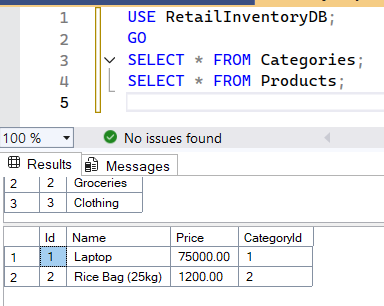 1 USE RetailInventoryDB;
2 GO
3 SELECT * FROM Categories;
4 SELECT * FROM Products;
5
100 % No issues found
Results Messages
2 2 Groceries
3 3 Clothing
Id Name Price CategoryId
1 1 Laptop 75000.00 1
2 2 Rice Bag (25kg) 1200.00 2